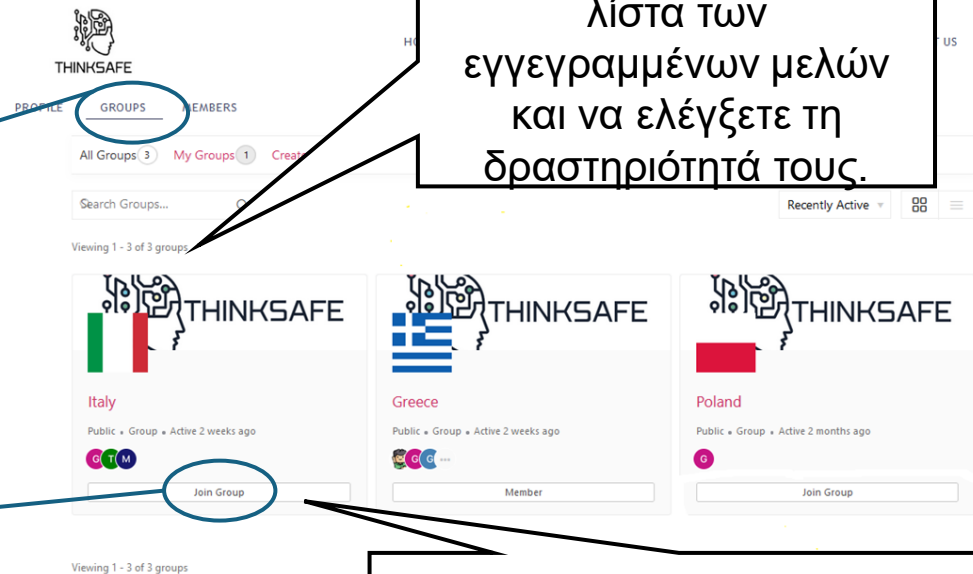 λίστα των
εγγεγραμμένων μελών
και να ελέγξετε τη
δραστηριότητά τους.
THINKSAFE
US
PROFILE GROUPS MEMBERS
All Groups 3 My Groups 1
Search Groups... Recently Active
Viewing 1 - 3 of 3 groups
THINKSAFE THINKSAFE THINKSAFE
Italy Greece Poland
Public • Group • Active 2 weeks ago Public • Group • Active 2 weeks ago Public • Group • Active 2 months ago
G T M G G ... G
Join Group Member Join Group
Viewing 1 - 3 of 3 groups